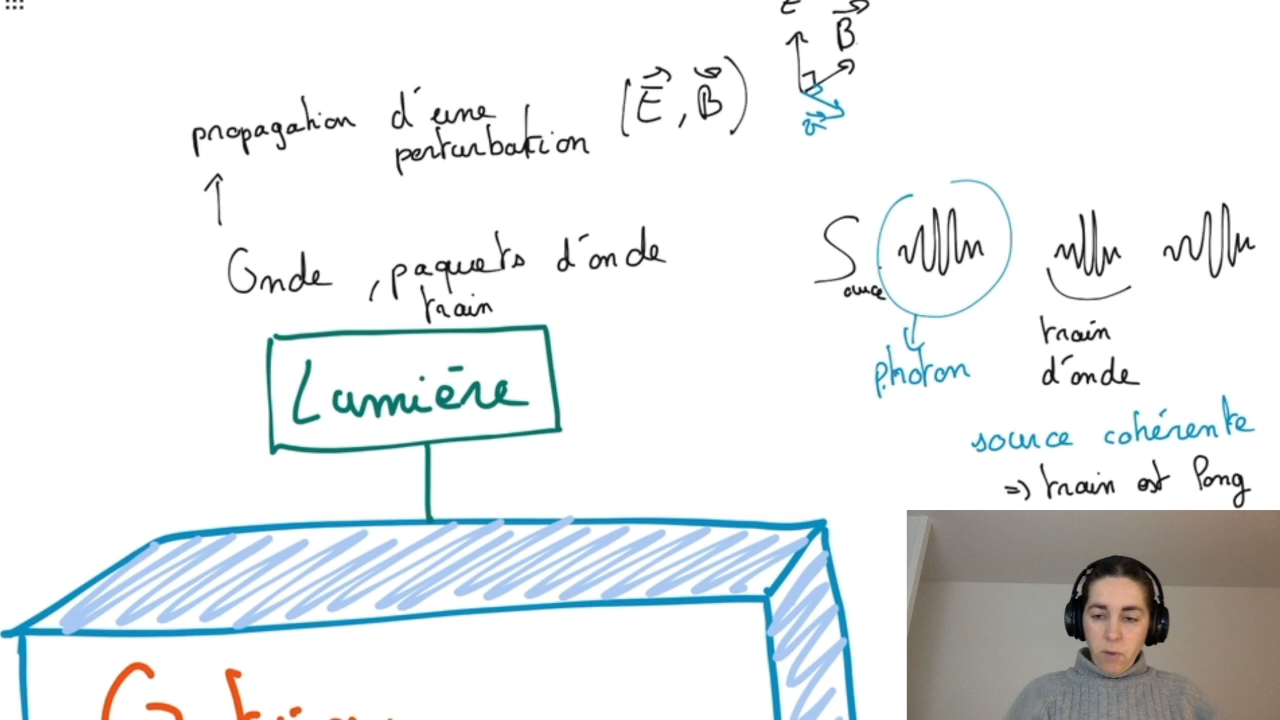 E B
propagation d'une
perturbation (E, B)
v
Onde, paquets d'onde
train
Source
Lumière
photon
train
d'onde
source cohérente
=) train est long